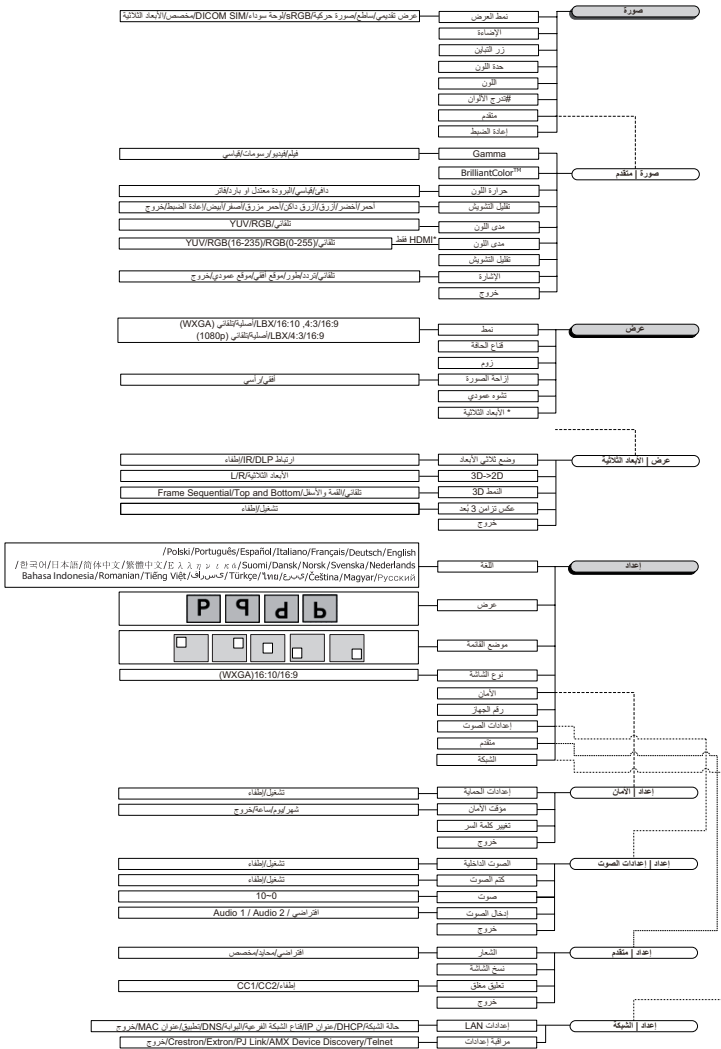 صورة
نمط العرض
عرض تقديمي/ساطع/صورة حركية/sRGB/لوحة سوداء/DICOM SIM/مخصص/الأبعاد الثلاثية
الإضاءة
زر التباين
حدة اللون
اللون
#تدرج الألوان
متقدم
إعادة الضبط
صورة | متقدم
Gamma
فيلم/فيديو/رسومات/قياسي
BrilliantColor™
حرارة اللون
دافئ/قياسي/البرودة معتدل او بارد/فاتر
تقليل التشويش
أحمر/أخضر/أزرق/أزرق داكن/أحمر مزرق/أصفر/أبيض/إعادة الضبط/خروج
مدى اللون
تلقائي/YUV/RGB
مدى اللون
*HDMI فقط
تلقائي/YUV/RGB(16-235)/RGB(0-255)
تقليل التشويش
الإشارة
تلقائي/تردد/طور/موقع افقي/موقع عمودي/خروج
خروج
عرض
نمط
LBX/16:10 ,4:3/16:9/أصلية/تلقائي (WXGA)
LBX/4:3/16:9/أصلية/تلقائي (1080p)
قناع الحافة
زوم
إزاحة الصورة
أفقي/رأسي
تشوه عمودي
* الأبعاد الثلاثية
عرض | الأبعاد الثلاثية
وضع ثلاثي الأبعاد
ارتباط IR/DLP/إطفاء
3D->2D
الأبعاد الثلاثية/L/R
النمط 3D
تلقائي/القمة والأسفل/Frame Sequential/Top and Bottom
عكس تزامن 3 بُعد
تشغيل/إطفاء
خروج
إعداد
اللغة
/Polski/Português/Español/Italiano/Français/Deutsch/English
/한국어/日本語/简体中文/繁體中文/Ελληνικά/Suomi/Dansk/Norsk/Svenska/Nederlands
Bahasa Indonesia/Romanian/Tiếng Việt/ىسراف/Türkçe/ไทย/ىبرع/Čeština/Magyar/Русский
عرض
P
موضع القائمة
نوع الشاشة
(WXGA)16:10/16:9
الأمان
رقم الجهاز
إعدادات الصوت
متقدم
الشبكة
إعداد | الأمان
إعدادات الحماية
تشغيل/إطفاء
مؤقت الأمان
شهر/يوم/ساعة/خروج
تغيير كلمة السر
خروج
إعداد | إعدادات الصوت
الصوت الداخلية
تشغيل/إطفاء
كتم الصوت
تشغيل/إطفاء
صوت
10~0
إدخال الصوت
افتراضي / Audio 1 / Audio 2
خروج
إعداد | متقدم
الشعار
افتراضي/محايد/مخصص
نسخ الشاشة
تعليق مغلق
إطفاء/CC1/CC2
خروج
إعداد | الشبكة
إعدادات LAN
حالة الشبكة/DHCP/عنوان IP/قناع الشبكة الفرعية/البوابة/DNS/تطبيق/عنوان MAC/خروج
مراقبة إعدادات
Crestron/Extron/PJ Link/AMX Device Discovery/Telnet/خروج